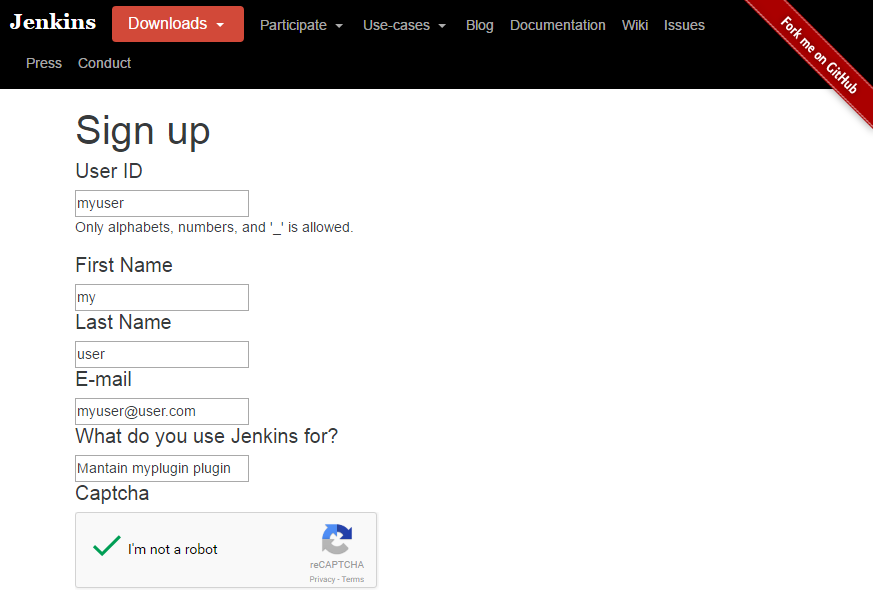 Jenkins Downloads Participate Use-cases Blog Documentation Wiki Issues
Fork me on GitHub
Press Conduct
Sign up
User ID
myuser
Only alphabets, numbers, and '_' is allowed.
First Name
my
Last Name
user
E-mail
myuser@user.com
What do you use Jenkins for?
Mantain myplugin plugin
Captcha
I'm not a robot
reCAPTCHA
Privacy - Terms